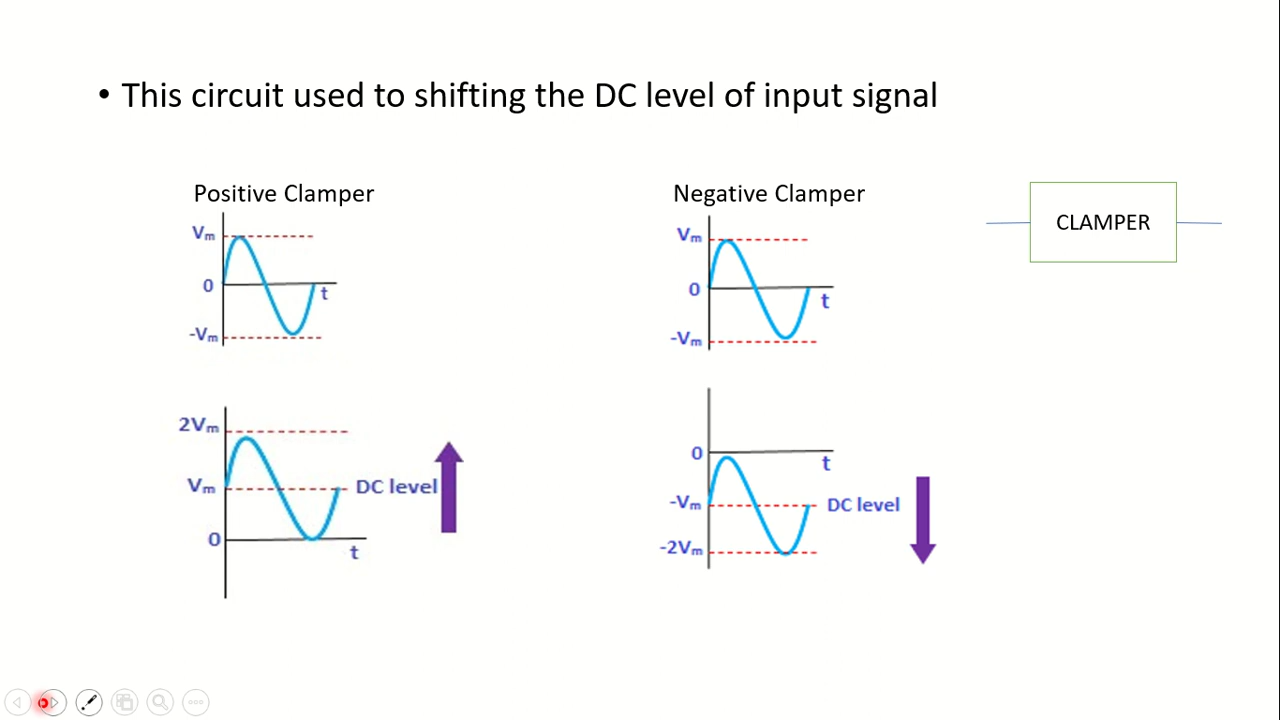 • This circuit used to shifting the DC level of input signal
Positive Clamper
Vm
0
t
-Vm
2Vm
Vm
DC level
0
t
Negative Clamper
Vm
0
t
-Vm
0
t
-Vm
DC level
-2Vm
CLAMPER